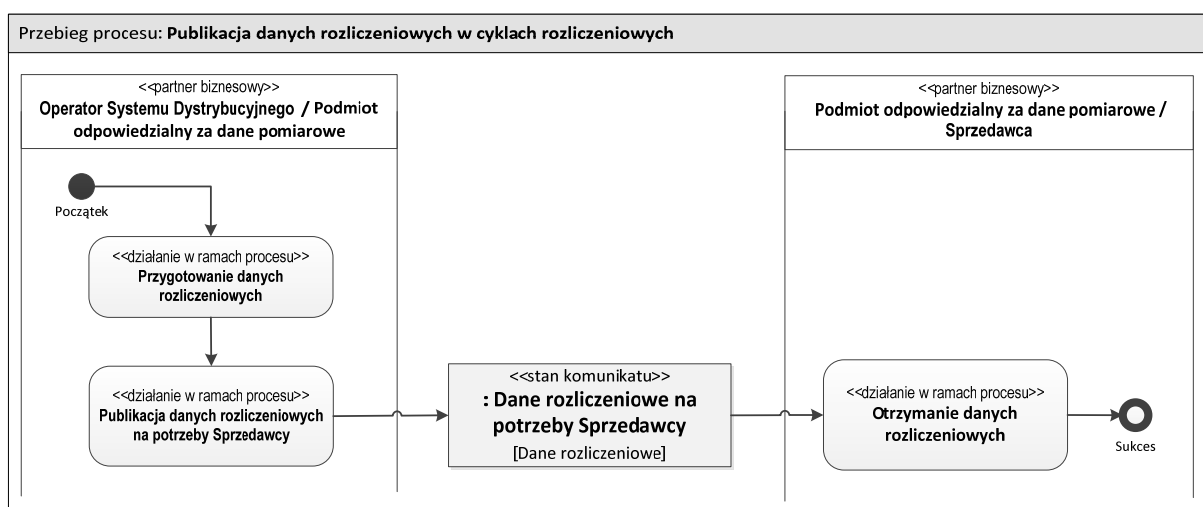 Przebieg procesu: Publikacja danych rozliczeniowych w cyklach rozliczeniowych
<<partner biznesowy>>
Operator Systemu Dystrybucyjnego / Podmiot
odpowiedzialny za dane pomiarowe
<<partner biznesowy>>
Podmiot odpowiedzialny za dane pomiarowe /
Sprzedawca
Początek
<<działanie w ramach procesu>>
Przygotowanie danych
rozliczeniowych
<<działanie w ramach procesu>>
Publikacja danych rozliczeniowych
na potrzeby Sprzedawcy
<<stan komunikatu>>
: Dane rozliczeniowe na
potrzeby Sprzedawcy
[Dane rozliczeniowe]
<<działanie w ramach procesu>>
Otrzymanie danych
rozliczeniowych
Sukces